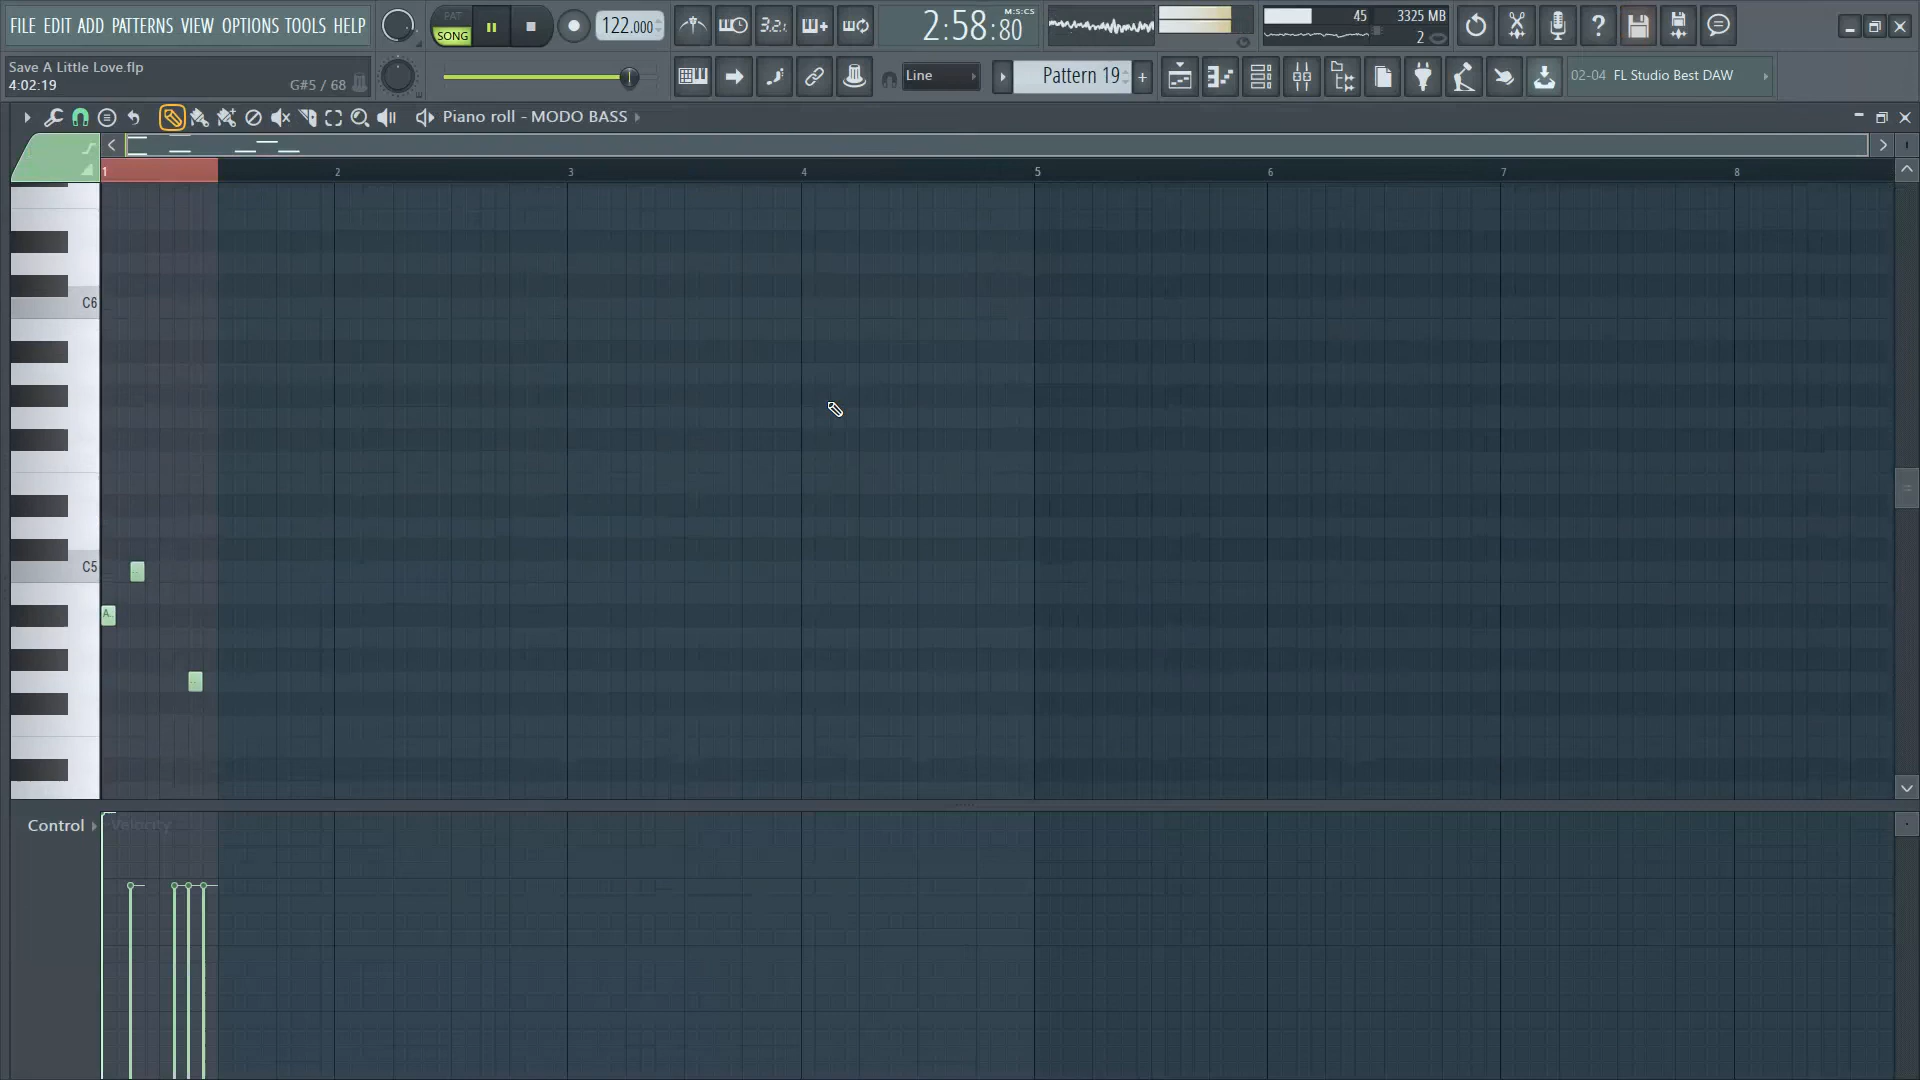 FILE EDIT ADD PATTERNS VIEW OPTIONS TOOLS HELP
PAT
SONG
122.000
3.2.
2:58:80
M:S:CS
45
3325 MB
2
Save A Little Love.flp
4:02:19
G#5 / 68
Line
Pattern 19
02-04 FL Studio Best DAW
Piano roll - MODO BASS
1
2
3
4
5
6
7
8
C6
C5
A..
Control
Velocity